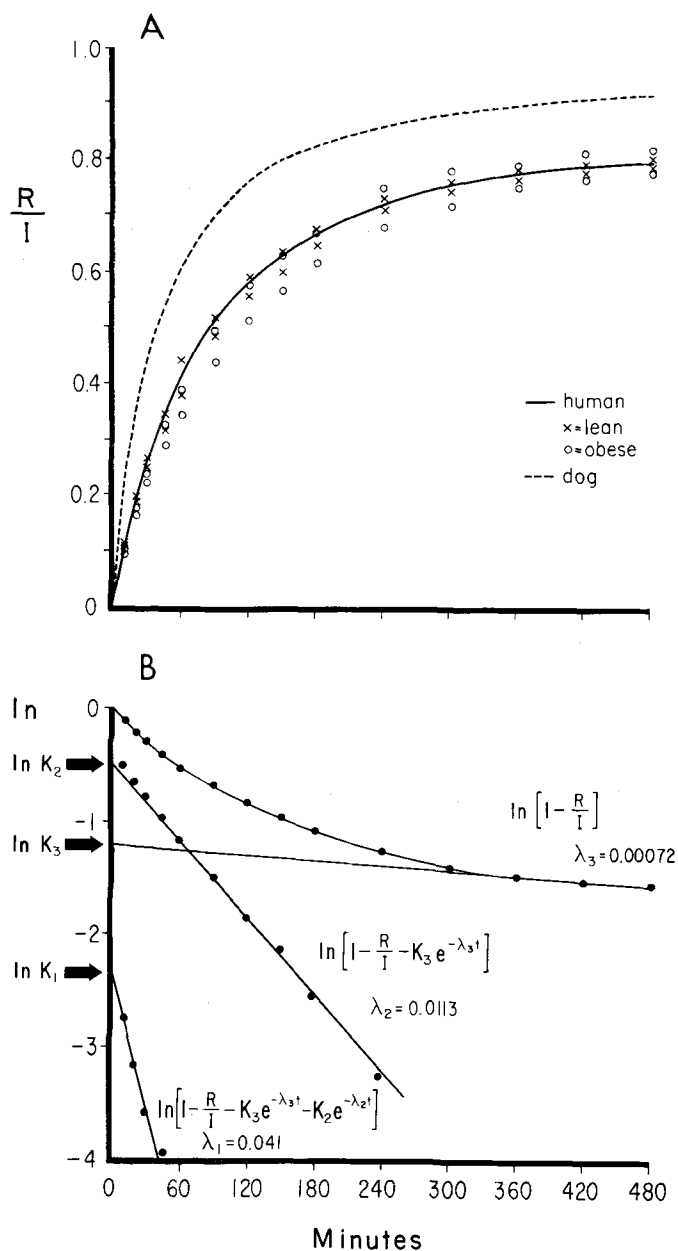 A
1.0
0.8
R
I
0.6
0.4
human
×=lean
o=obese
dog
0.2
0
B
ln
0
ln K₂
ln [1-R/I]
-1
ln K₃
λ₃=0.00072
-2
ln[1-R/I-K₃e^-λ₃t]
ln K₁
λ₂=0.0113
-3
ln[1-R/I-K₃e^-λ₃t-K₂e^-λ₂t]
λ₁=0.041
-4
0 60 120 180 240 300 360 420 480
Minutes